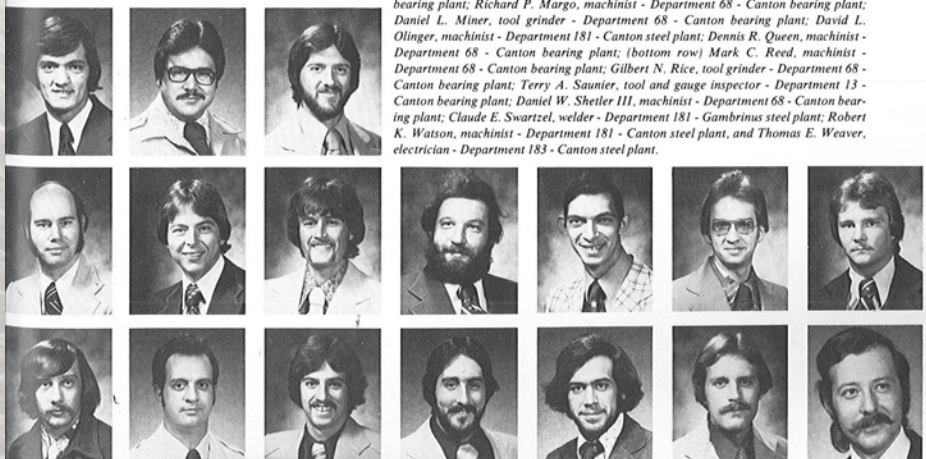 bearing plant; Richard P. Margo, machinist - Department 68 - Canton bearing plant;
Daniel L. Miner, tool grinder - Department 68 - Canton bearing plant; David L.
Olinger, machinist - Department 181 - Canton steel plant; Dennis R. Queen, machinist -
Department 68 - Canton bearing plant; (bottom row) Mark C. Reed, machinist -
Department 68 - Canton bearing plant; Gilbert N. Rice, tool grinder - Department 68 -
Canton bearing plant; Terry A. Saunier, tool and gauge inspector - Department 13 -
Canton bearing plant; Daniel W. Shetler III, machinist - Department 68 - Canton bear-
ing plant; Claude E. Swartzel, welder - Department 181 - Gambrinus steel plant; Robert
K. Watson, machinist - Department 181 - Canton steel plant, and Thomas E. Weaver,
electrician - Department 183 - Canton steel plant.